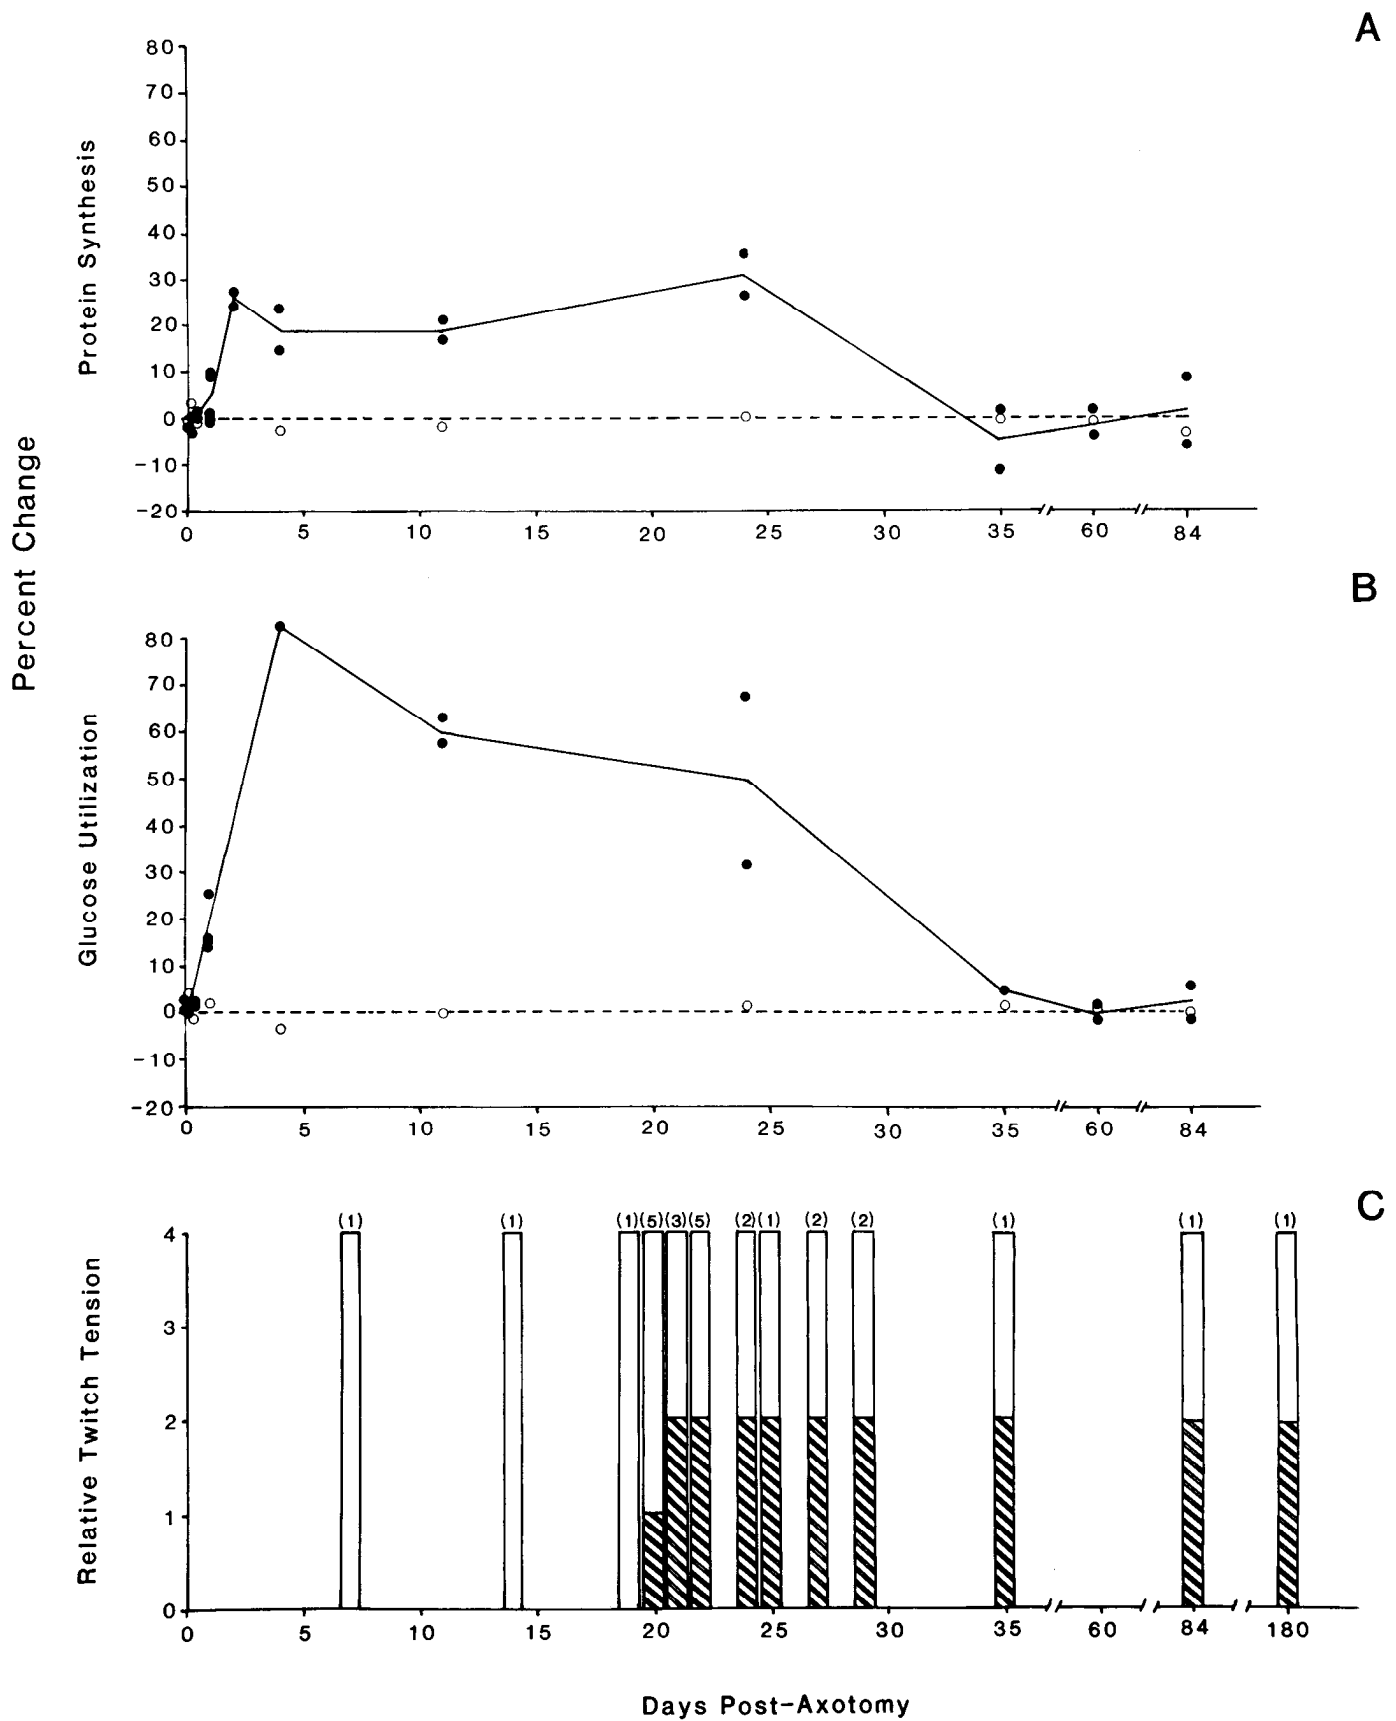 A
Percent Change
Protein Synthesis
80
70
60
50
40
30
20
10
0
-10
-20
0 5 10 15 20 25 30 35 60 84
B
Glucose Utilization
80
70
60
50
40
30
20
10
0
-10
-20
0 5 10 15 20 25 30 35 60 84
C
Relative Twitch Tension
(1) (1) (1) (5) (3) (5) (2) (1) (2) (2) (1) (1) (1)
4
3
2
1
0
0 5 10 15 20 25 30 35 60 84 180
Days Post-Axotomy